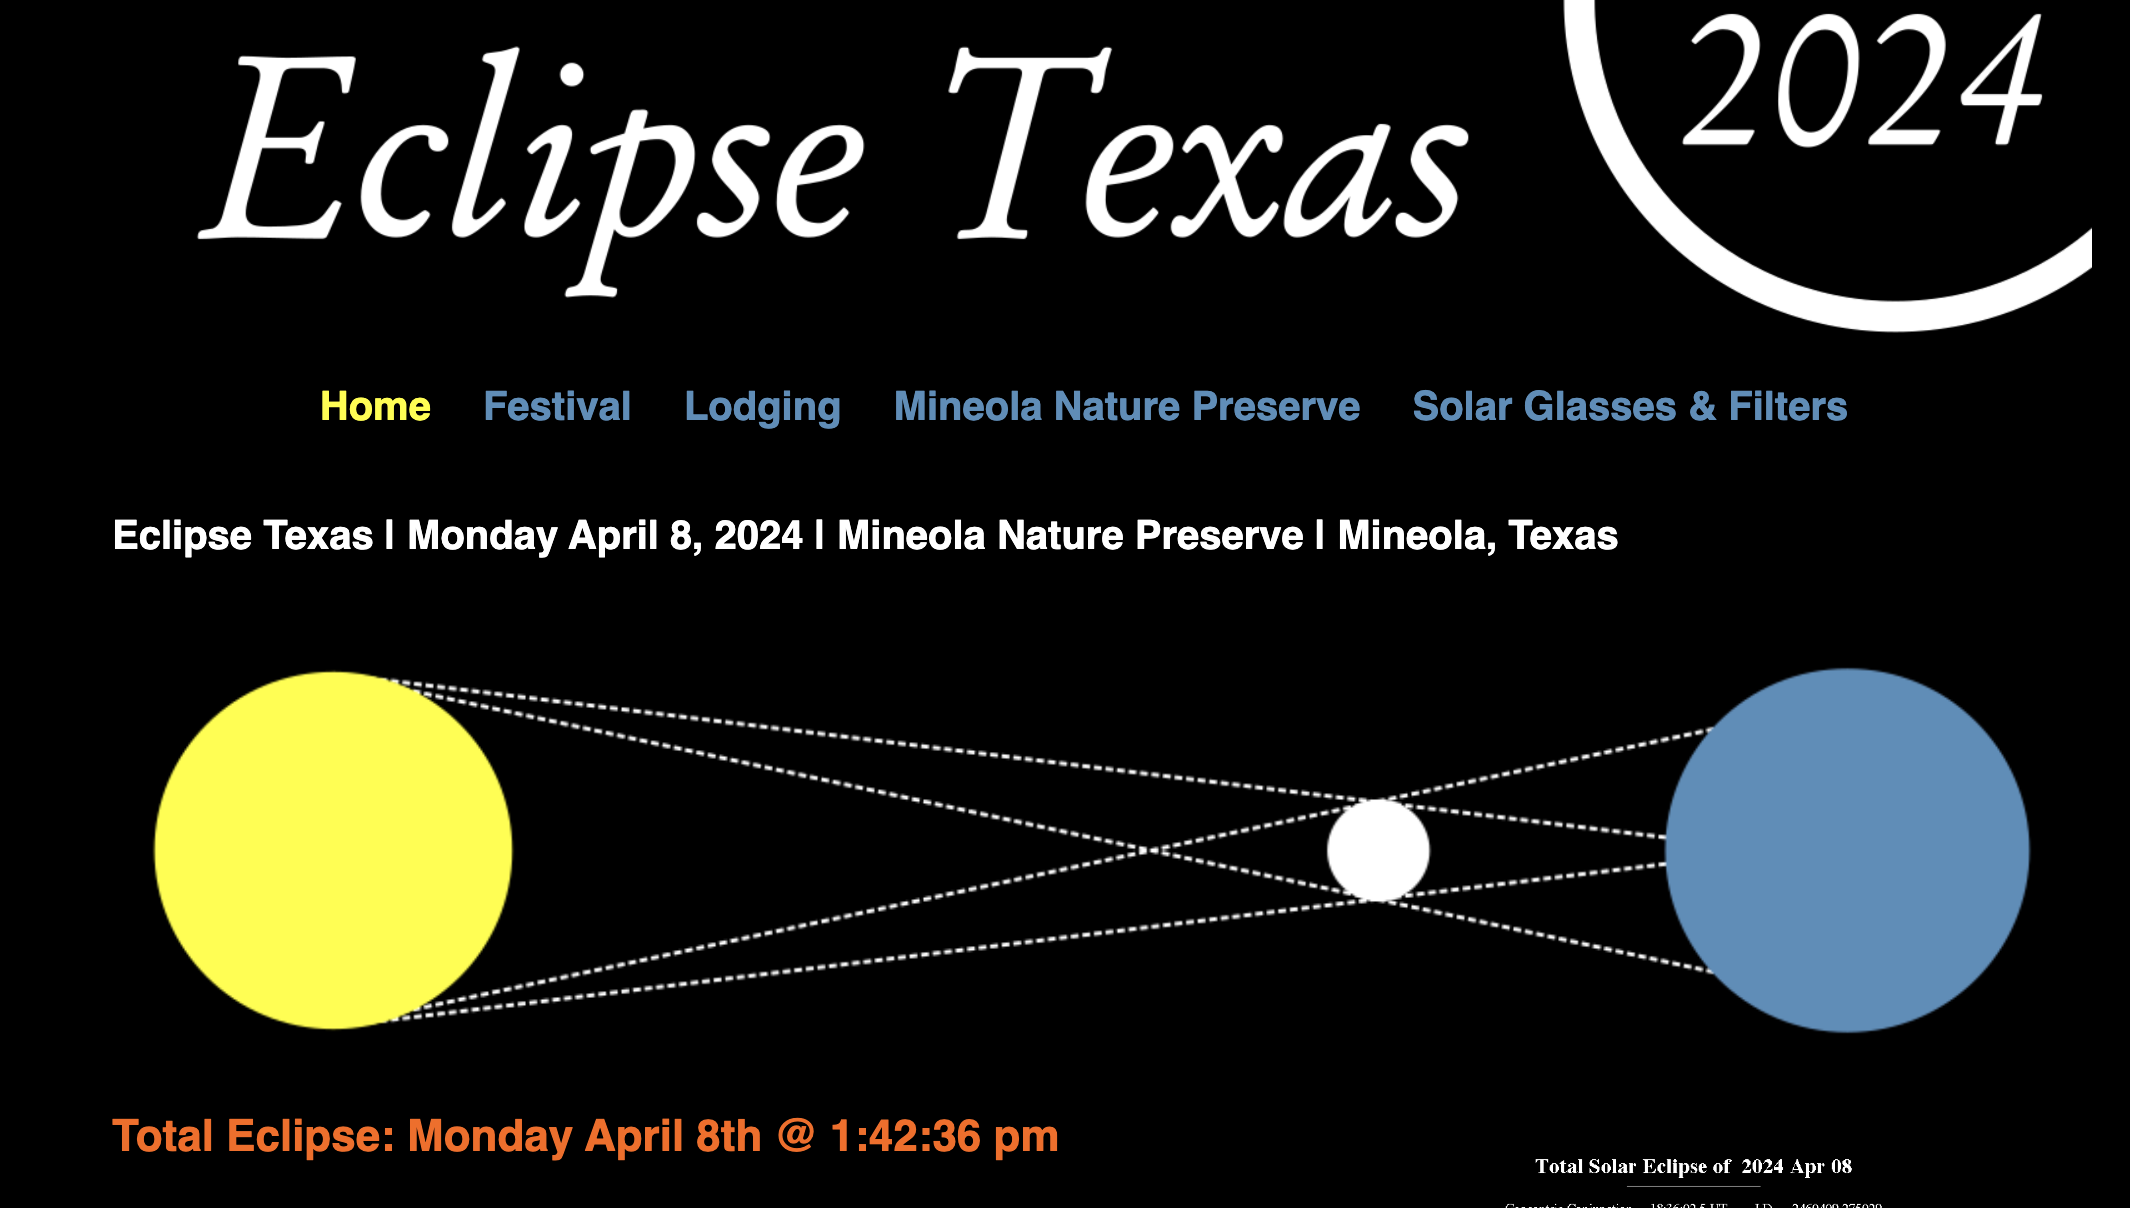 Eclipse Texas
2024
Home Festival Lodging Mineola Nature Preserve Solar Glasses & Filters
Eclipse Texas | Monday April 8, 2024 | Mineola Nature Preserve | Mineola, Texas
Total Eclipse: Monday April 8th @ 1:42:36 pm
Total Solar Eclipse of 2024 Apr 08